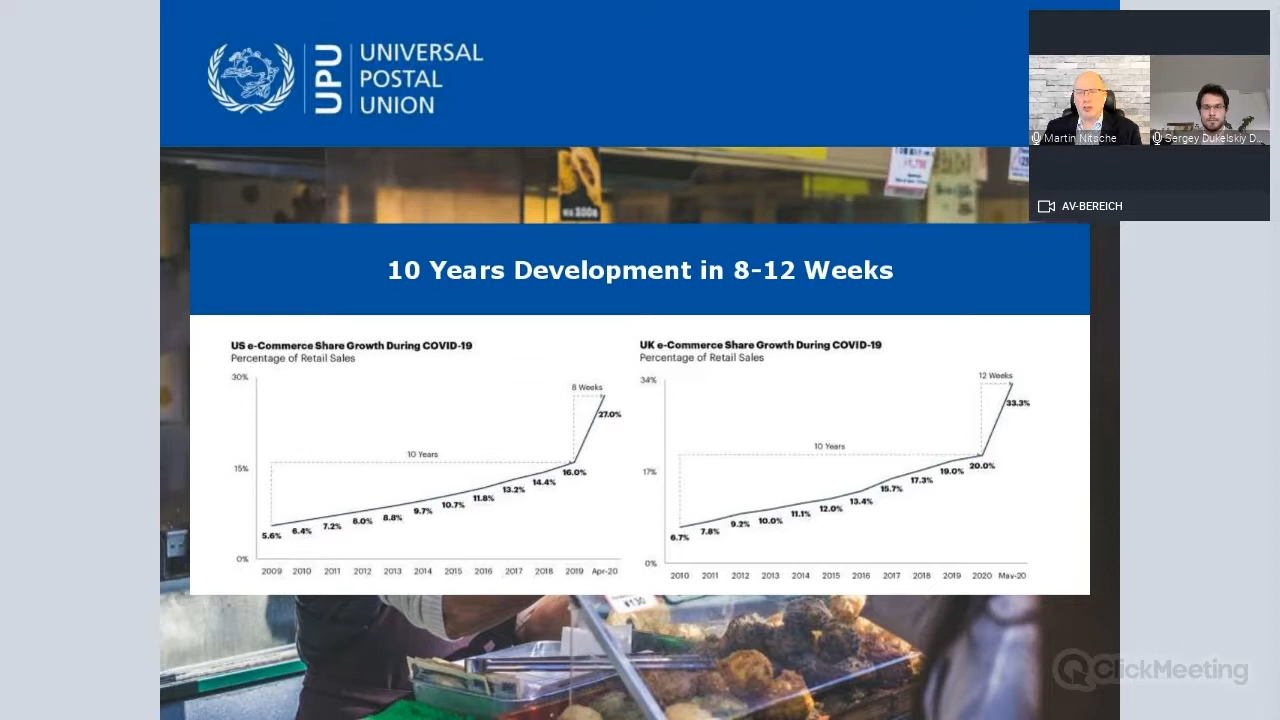 UPU
UNIVERSAL
POSTAL
UNION
Martin Nitsche
Sergey Dukelskiy D...
AV-BEREICH
10 Years Development in 8-12 Weeks
US e-Commerce Share Growth During COVID-19
Percentage of Retail Sales
30%
8 Weeks
27.0%
10 Years
15%
16.0%
14.4%
13.2%
11.8%
10.7%
9.7%
8.8%
8.0%
7.2%
6.4%
5.6%
0%
2009 2010 2011 2012 2013 2014 2015 2016 2017 2018 2019 Apr-20
UK e-Commerce Share Growth During COVID-19
Percentage of Retail Sales
34%
12 Weeks
33.3%
10 Years
17%
20.0%
19.0%
17.3%
15.7%
13.4%
12.0%
11.1%
10.0%
9.2%
7.8%
6.7%
0%
2010 2011 2012 2013 2014 2015 2016 2017 2018 2019 2020 May-20
¥130
ClickMeeting